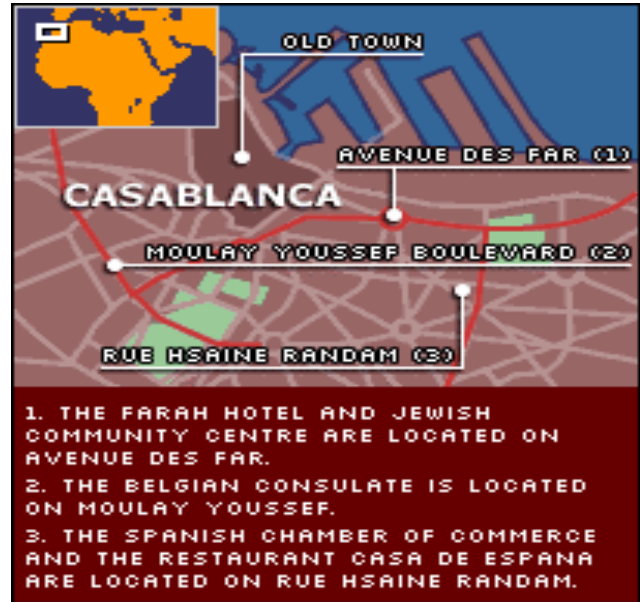 OLD TOWN
AVENUE DES FAR (1)
CASABLANCA
MOULAY YOUSSEF BOULEVARD (2)
RUE HSAINE RANDAM (3)
1. THE FARAH HOTEL AND JEWISH
COMMUNITY CENTRE ARE LOCATED ON
AVENUE DES FAR.
2. THE BELGIAN CONSULATE IS LOCATED
ON MOULAY YOUSSEF.
3. THE SPANISH CHAMBER OF COMMERCE
AND THE RESTAURANT CASA DE ESPANA
ARE LOCATED ON RUE HSAINE RANDAM.